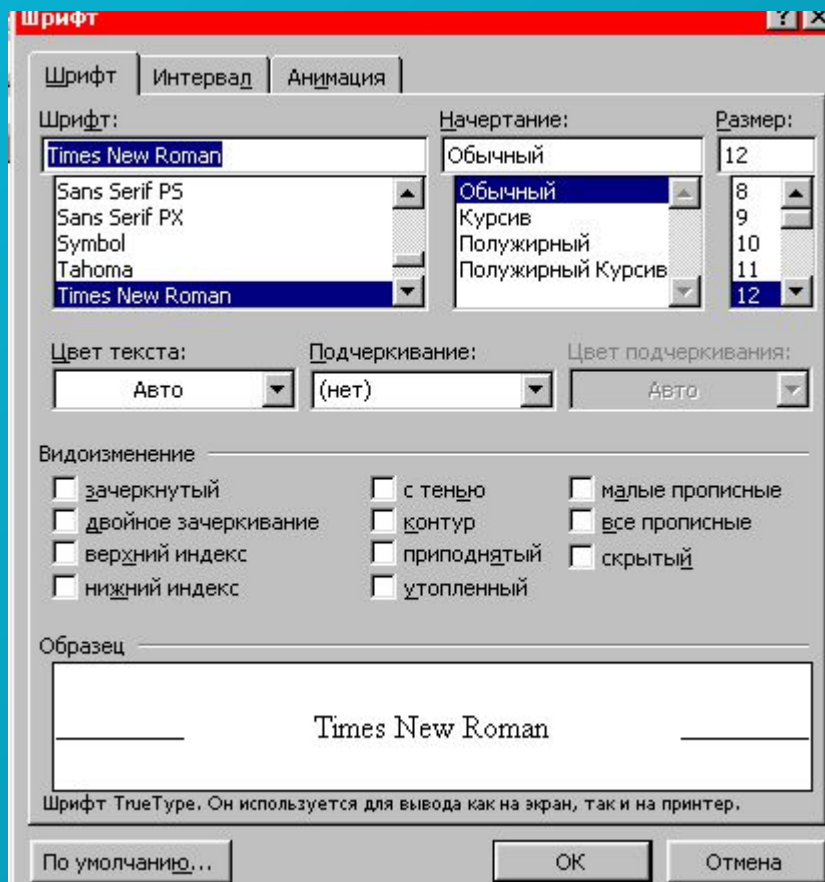 Шрифт
Шрифт Интервал Анимация
Шрифт: Начертание: Размер:
Times New Roman Обычный 12
Sans Serif PS Обычный 8
Sans Serif PX Курсив 9
Symbol Полужирный 10
Tahoma Полужирный Курсив 11
Times New Roman 12
Цвет текста: Подчеркивание: Цвет подчеркивания:
Авто (нет) Авто
Видоизменение
зачеркнутый с тенью малые прописные
двойное зачеркивание контур все прописные
верхний индекс приподнятый скрытый
нижний индекс утопленный
Образец
Times New Roman
Шрифт TrueType. Он используется для вывода как на экран, так и на принтер.
По умолчанию... ОК Отмена